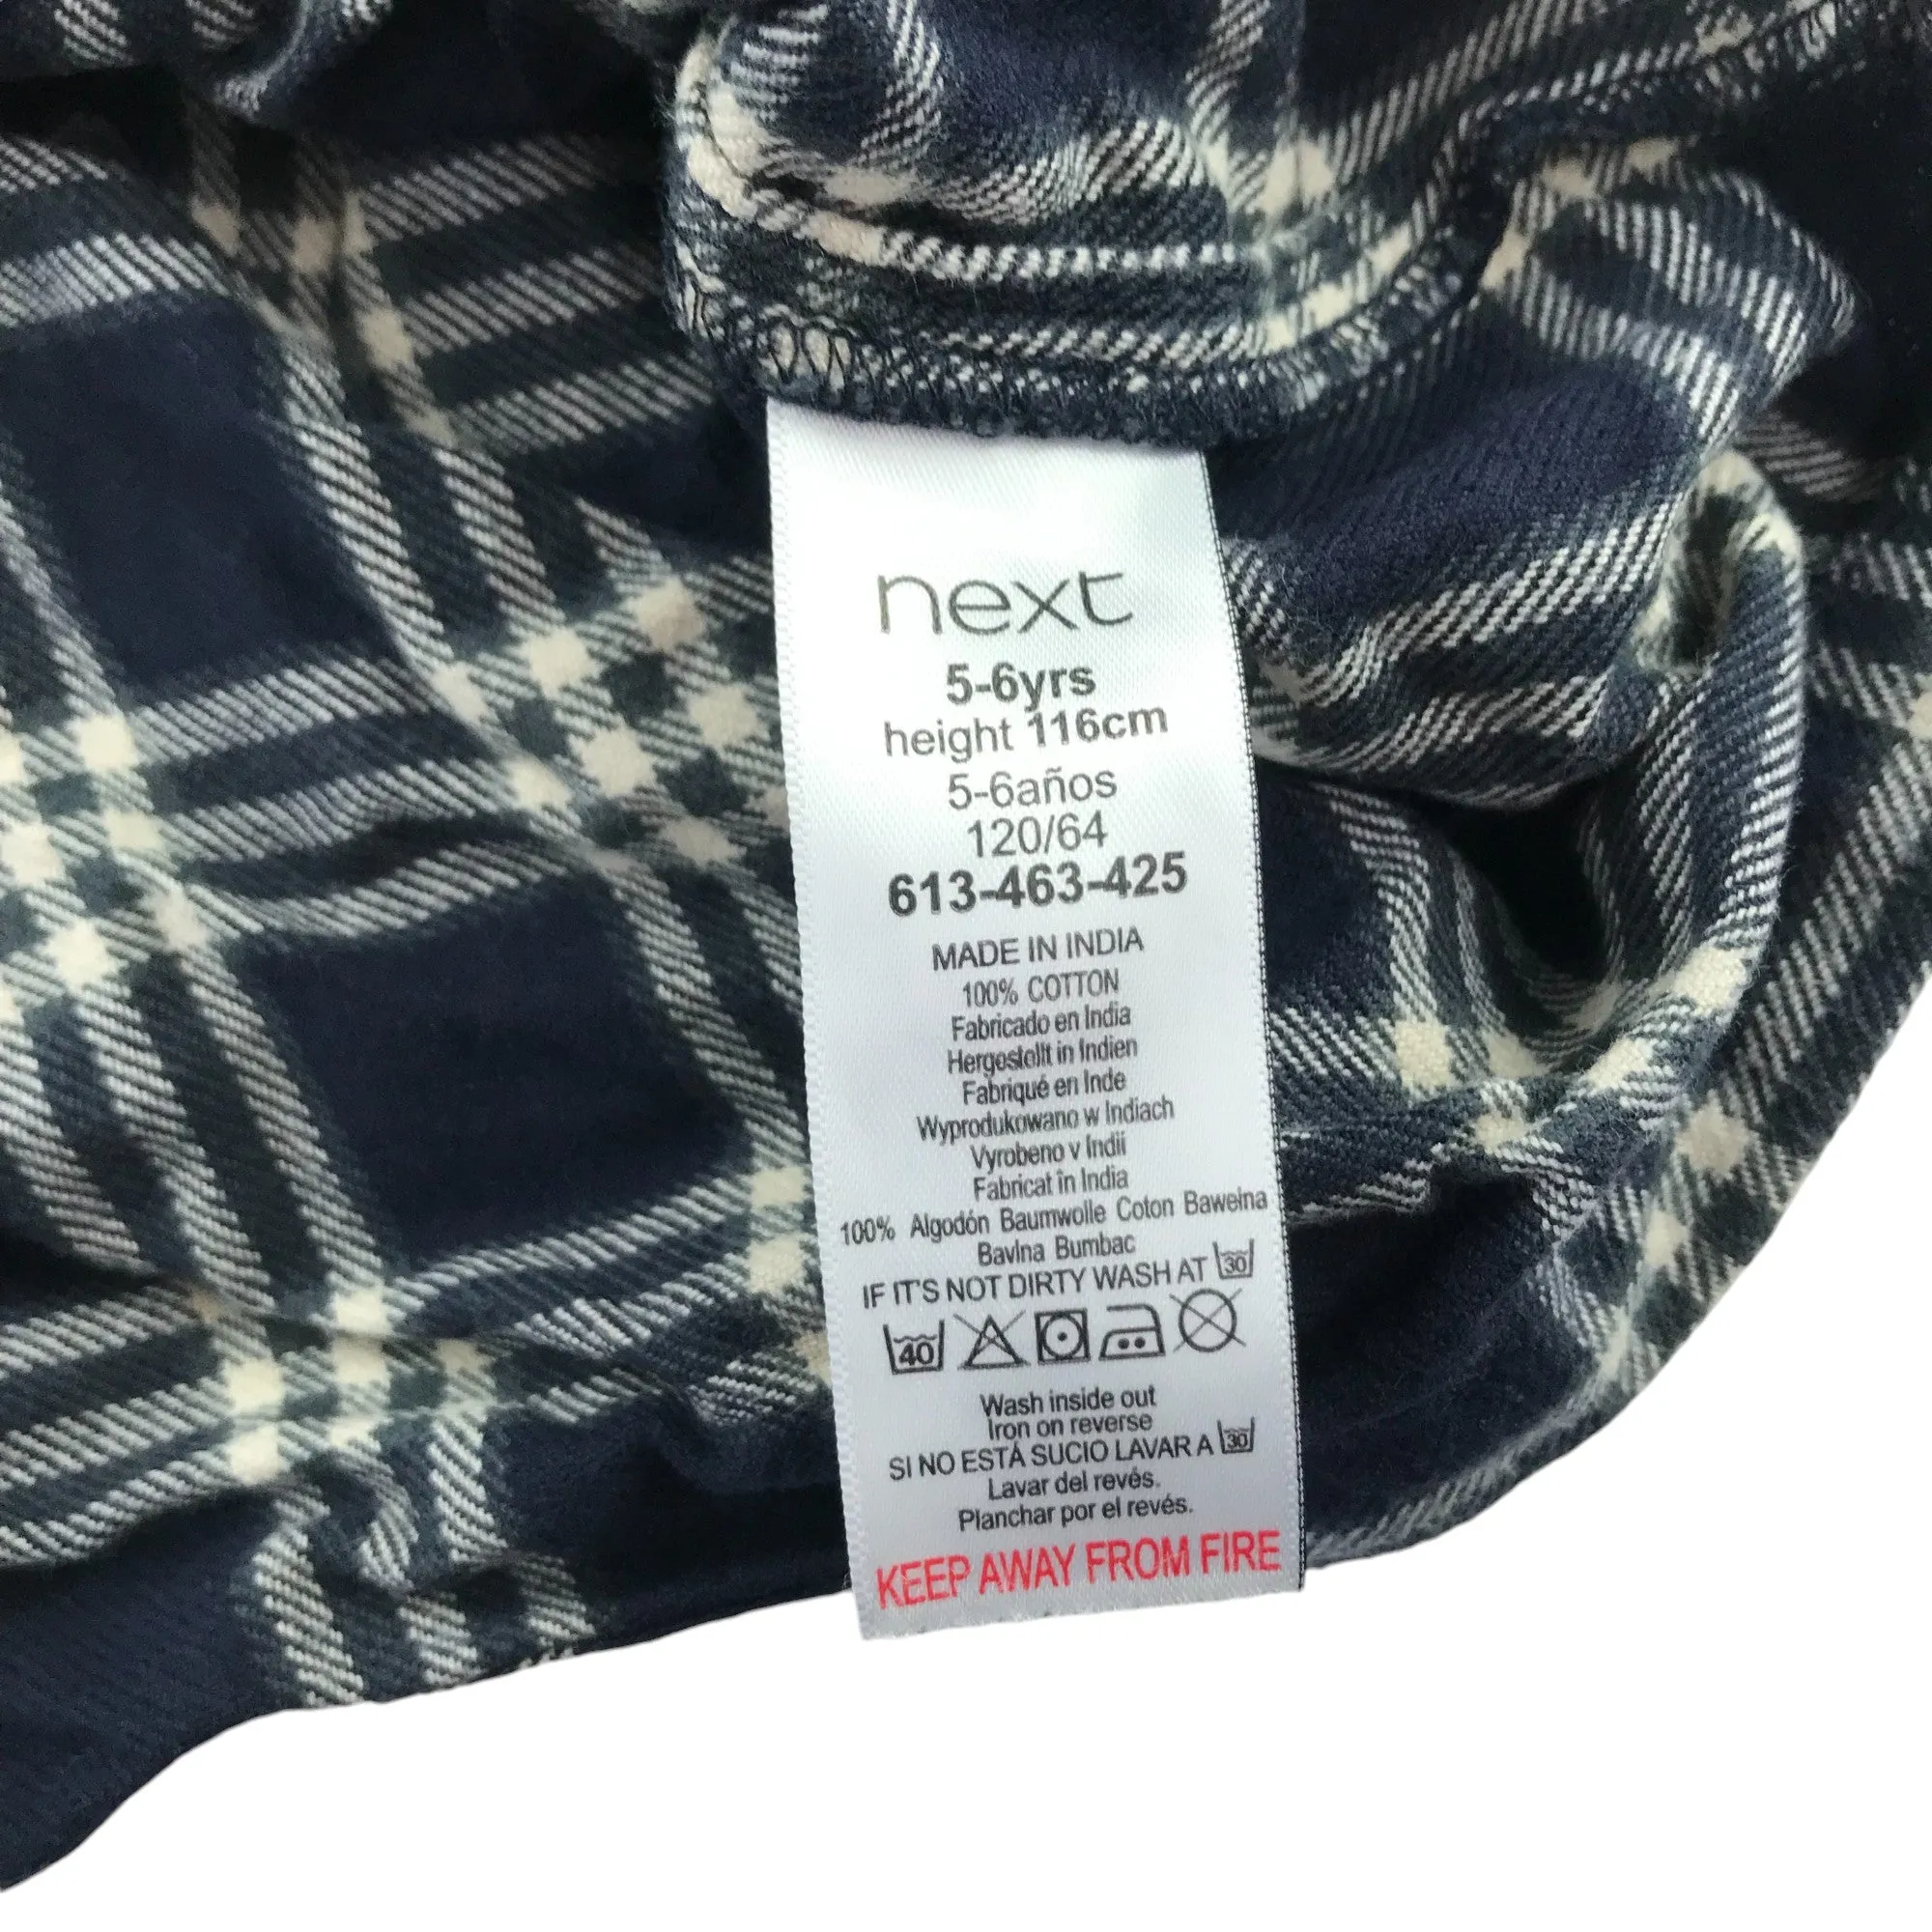 next
5-6yrs
height 116cm
5-6años
120/64
613-463-425
MADE IN INDIA
100% COTTON
Fabricado en India
Hergestellt in Indien
Fabriqué en Inde
Wyprodukowano w Indiach
Vyrobeno v Indii
Fabricat în India
100% Algodón Baumwolle Coton Bawełna
Bavlna Bumbac
IF IT'S NOT DIRTY WASH AT 30
40
Wash inside out
Iron on reverse
SI NO ESTÁ SUCIO LAVAR A 30
Lavar del revés.
Planchar por el revés.
KEEP AWAY FROM FIRE